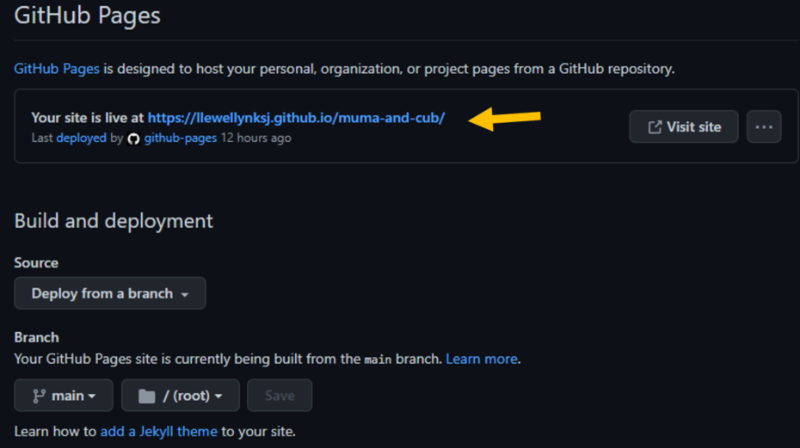 GitHub Pages
GitHub Pages is designed to host your personal, organization, or project pages from a GitHub repository.
Your site is live at https://llewellynksj.github.io/muma-and-cub/
Visit site
Last deployed by github-pages 12 hours ago
Build and deployment
Source
Deploy from a branch
Branch
Your GitHub Pages site is currently being built from the main branch. Learn more.
main / (root) Save
Learn how to add a Jekyll theme to your site.